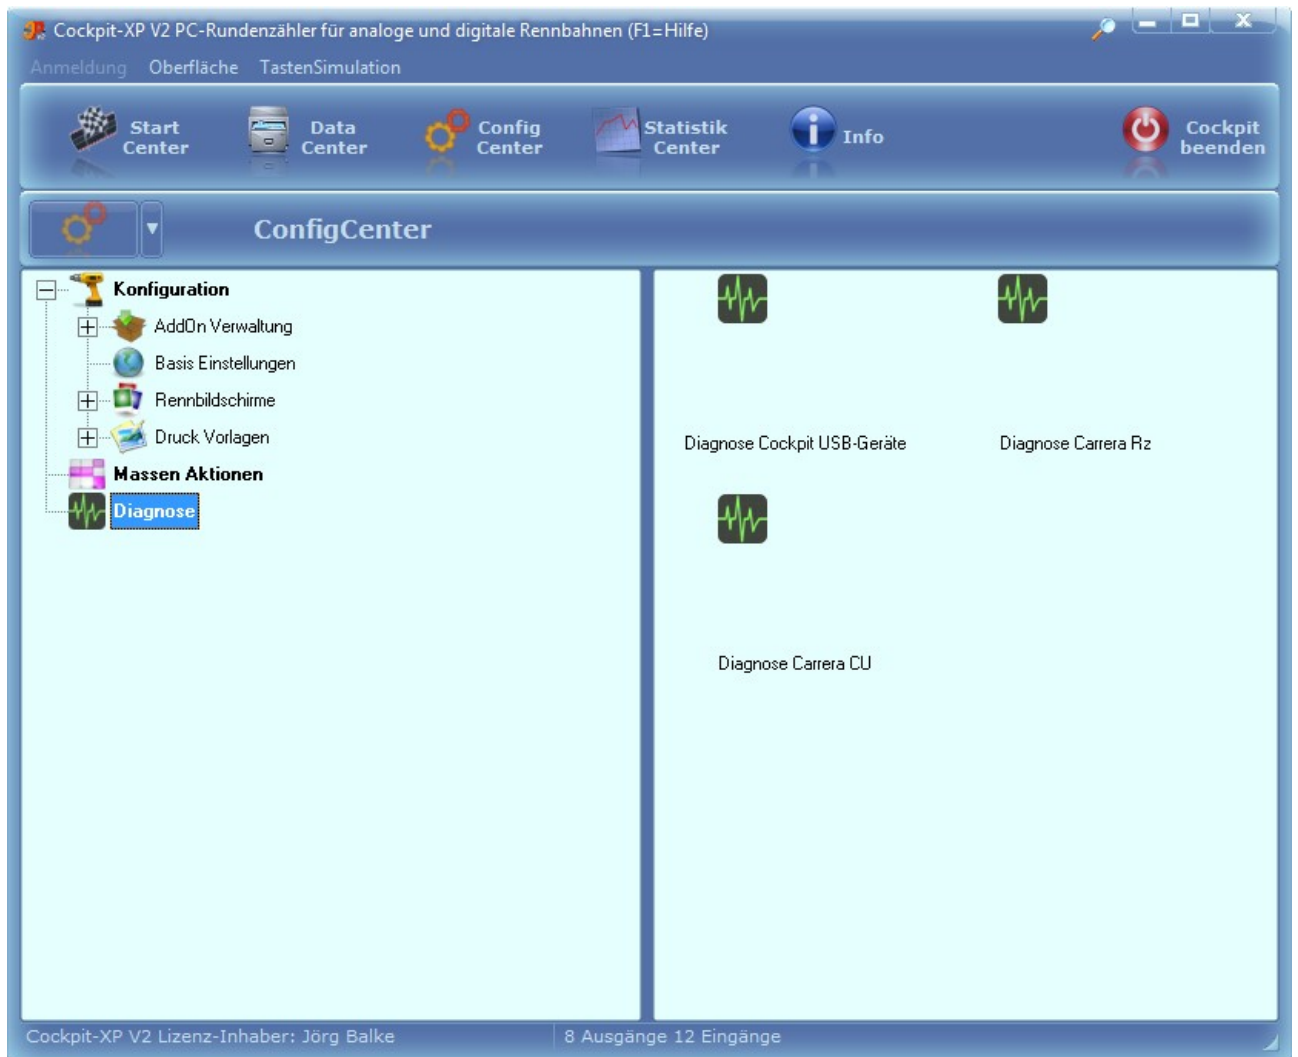 Cockpit-XP V2 PC-Rundenzähler für analoge und digitale Rennbahnen (F1=Hilfe)
Anmeldung Oberfläche TastenSimulation
Start Center
Data Center
Config Center
Statistik Center
Info
Cockpit beenden
ConfigCenter
Konfiguration
AddOn Verwaltung
Basis Einstellungen
Rennbildschirme
Druck Vorlagen
Massen Aktionen
Diagnose
Diagnose Cockpit USB-Geräte
Diagnose Carrera Rz
Diagnose Carrera CU
Cockpit-XP V2 Lizenz-Inhaber: Jörg Balke
8 Ausgänge 12 Eingänge